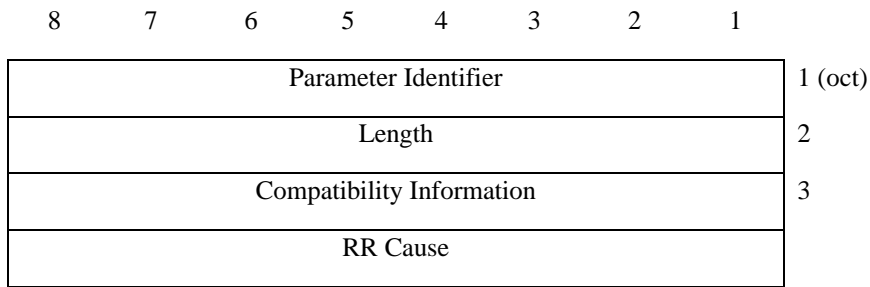 8 7 6 5 4 3 2 1
Parameter Identifier 1 (oct)
Length 2
Compatibility Information 3
RR Cause